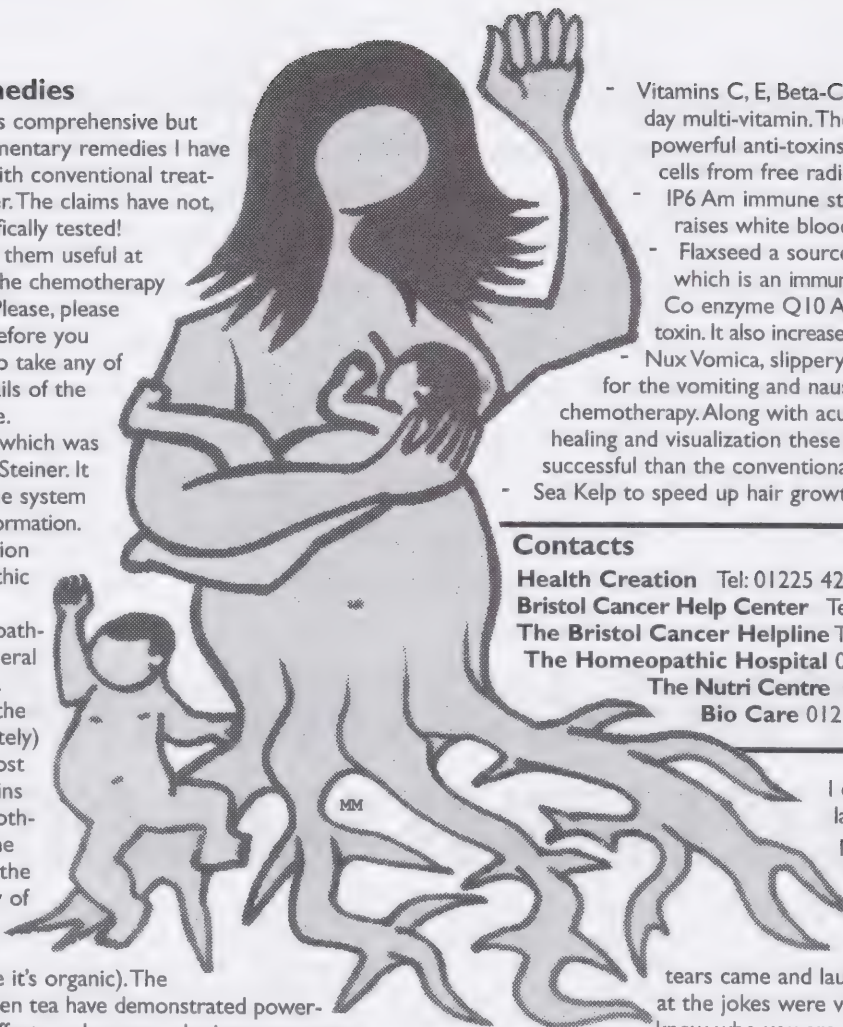 nedies
s comprehensive but
mentary remedies I have
ith conventional treat-
er. The claims have not,
fically tested!
them useful at
he chemotherapy
Please, please
efore you
o take any of
ails of the
e.
which was
Steiner. It
e system
ormation.
ion
thic
path-
eral
the
tely)
ost
ins
oth-
ne
the
y of
e it's organic). The
en tea have demonstrated power-
MM
- Vitamins C, E, Beta-C
day multi-vitamin. The
powerful anti-toxins
cells from free radi
- IP6 Am immune st
raises white blood
- Flaxseed a source
which is an immun
Co enzyme Q10 A
toxin. It also increase
- Nux Vomica, slippery
for the vomiting and naus
chemotherapy. Along with acu
healing and visualization these
successful than the conventiona
- Sea Kelp to speed up hair growt
Contacts
Health Creation Tel: 01225 42
Bristol Cancer Help Center Te
The Bristol Cancer Helpline T
The Homeopathic Hospital 0
The Nutri Centre
Bio Care 012
I
la
tears came and lau
at the jokes were v